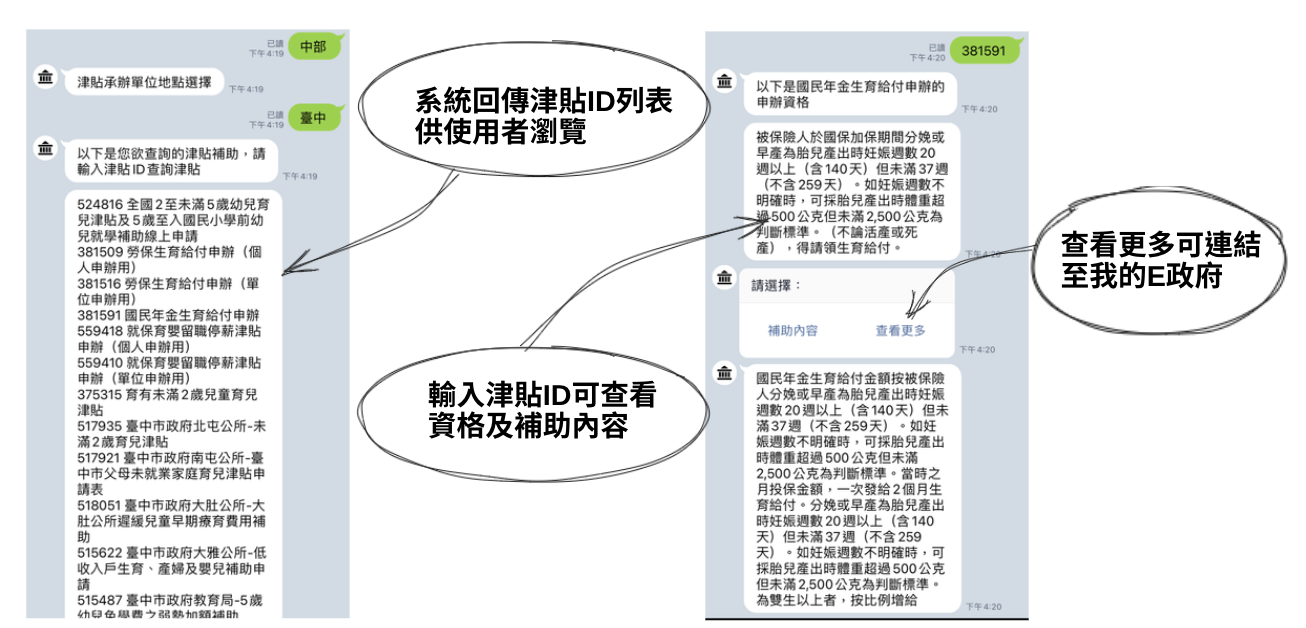 已讀
下午4:19
中部
津貼承辦單位地點選擇
下午4:19
已讀
下午4:19
臺中
以下是您欲查詢的津貼補助，請
輸入津貼ID查詢津貼
下午4:19
524816 全國2至未滿5歲幼兒育
兒津貼及5歲至入國民小學前幼
兒就學補助線上申請
381509 勞保生育給付申辦（個
人申辦用）
381516 勞保生育給付申辦（單
位申辦用）
381591 國民年金生育給付申辦
559418 就保育嬰留職停薪津貼
申辦（個人申辦用）
559410 就保育嬰留職停薪津貼
申辦（單位申辦用）
375315 育有未滿2歲兒童育兒
津貼
517935 臺中市政府北屯公所-未
滿2歲育兒津貼
517921 臺中市政府南屯公所-臺
中市父母未就業家庭育兒津貼申
請表
518051 臺中市政府大肚公所-大
肚公所遲緩兒童早期療育費用補
助
515622 臺中市政府大雅公所-低
收入戶生育、產婦及嬰兒補助申
請
515487 臺中市政府教育局-5歲
幼兒免學費之弱勢加額補助
系統回傳津貼ID列表
供使用者瀏覽
輸入津貼ID可查看
資格及補助內容
已讀
下午4:20
381591
以下是國民年金生育給付申辦的
申辦資格
下午4:20
被保險人於國保加保期間分娩或
早產為胎兒產出時妊娠週數20
週以上（含140天）但未滿37週
（不含259天）。如妊娠週數不
明確時，可採胎兒產出時體重超
過500公克但未滿2,500公克為
判斷標準。（不論活產或死
產），得請領生育給付。
下午4:20
請選擇：
補助內容
查看更多
下午4:20
國民年金生育給付金額按被保險
人分娩或早產為胎兒產出時妊娠
週數20週以上（含140天）但未
滿37週（不含259天）。如妊
娠週數不明確時，可採胎兒產出
時體重超過500公克但未滿
2,500公克為判斷標準。當時之
月投保金額，一次發給2個月生
育給付。分娩或早產為胎兒產出
時妊娠週數20週以上（含140
天）但未滿37週（不含259
天）。如妊娠週數不明確時，可
採胎兒產出時體重超過500公克
但未滿2,500公克為判斷標準。
為雙生以上者，按比例增給
下午4:20
查看更多可連結
至我的E政府